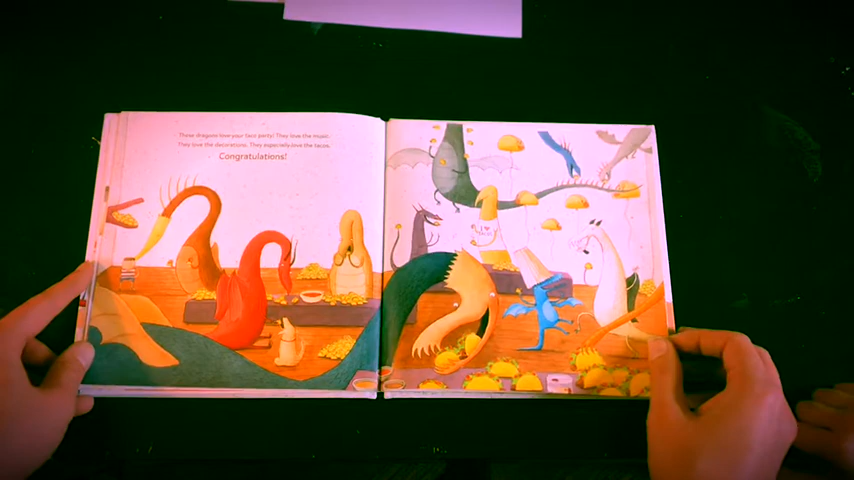 These dragons love your taco party! They love the music.
They love the decorations. They especially love the tacos.
Congratulations!